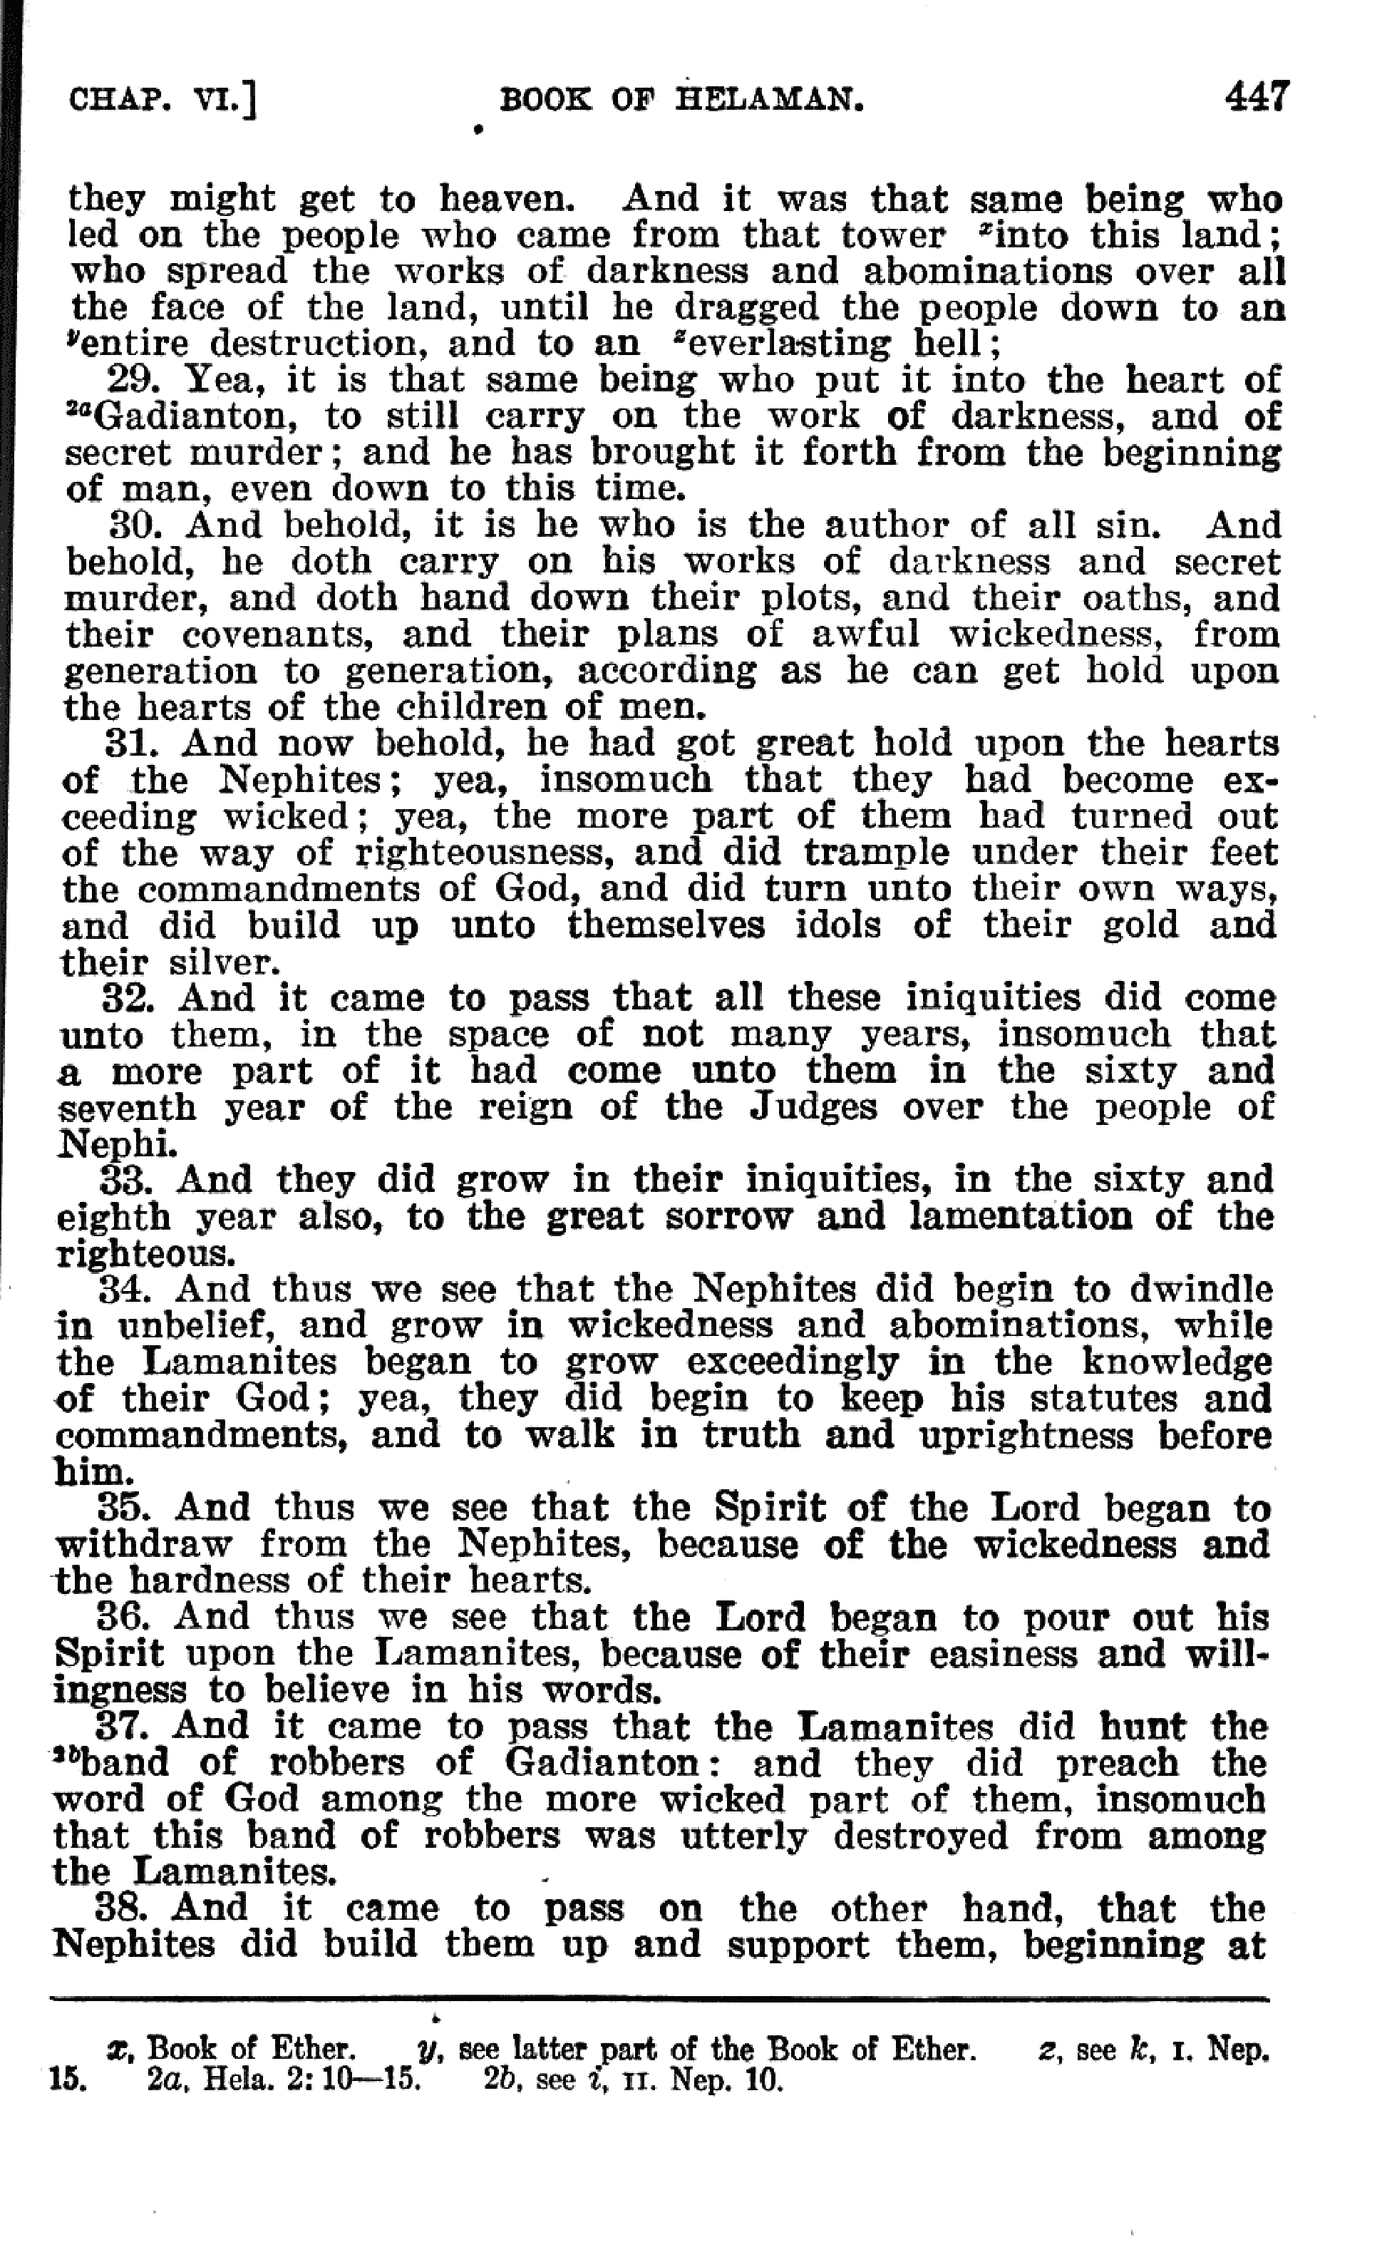 CHAP. VI.] BOOK OF HELAMAN. 447
they might get to heaven. And it was that same being who
led on the people who came from that tower ˣinto this land;
who spread the works of darkness and abominations over all
the face of the land, until he dragged the people down to an
ʸentire destruction, and to an ᶻeverlasting hell;
29. Yea, it is that same being who put it into the heart of
²ᵃGadianton, to still carry on the work of darkness, and of
secret murder; and he has brought it forth from the beginning
of man, even down to this time.
30. And behold, it is he who is the author of all sin. And
behold, he doth carry on his works of darkness and secret
murder, and doth hand down their plots, and their oaths, and
their covenants, and their plans of awful wickedness, from
generation to generation, according as he can get hold upon
the hearts of the children of men.
31. And now behold, he had got great hold upon the hearts
of the Nephites; yea, insomuch that they had become ex-
ceeding wicked; yea, the more part of them had turned out
of the way of righteousness, and did trample under their feet
the commandments of God, and did turn unto their own ways,
and did build up unto themselves idols of their gold and
their silver.
32. And it came to pass that all these iniquities did come
unto them, in the space of not many years, insomuch that
a more part of it had come unto them in the sixty and
seventh year of the reign of the Judges over the people of
Nephi.
33. And they did grow in their iniquities, in the sixty and
eighth year also, to the great sorrow and lamentation of the
righteous.
34. And thus we see that the Nephites did begin to dwindle
in unbelief, and grow in wickedness and abominations, while
the Lamanites began to grow exceedingly in the knowledge
of their God; yea, they did begin to keep his statutes and
commandments, and to walk in truth and uprightness before
him.
35. And thus we see that the Spirit of the Lord began to
withdraw from the Nephites, because of the wickedness and
the hardness of their hearts.
36. And thus we see that the Lord began to pour out his
Spirit upon the Lamanites, because of their easiness and will-
ingness to believe in his words.
37. And it came to pass that the Lamanites did hunt the
²ᵇband of robbers of Gadianton: and they did preach the
word of God among the more wicked part of them, insomuch
that this band of robbers was utterly destroyed from among
the Lamanites.
38. And it came to pass on the other hand, that the
Nephites did build them up and support them, beginning at
x, Book of Ether. y, see latter part of the Book of Ether. z, see k, I. Nep.
15. 2a, Hela. 2: 10—15. 2b, see i, II. Nep. 10.